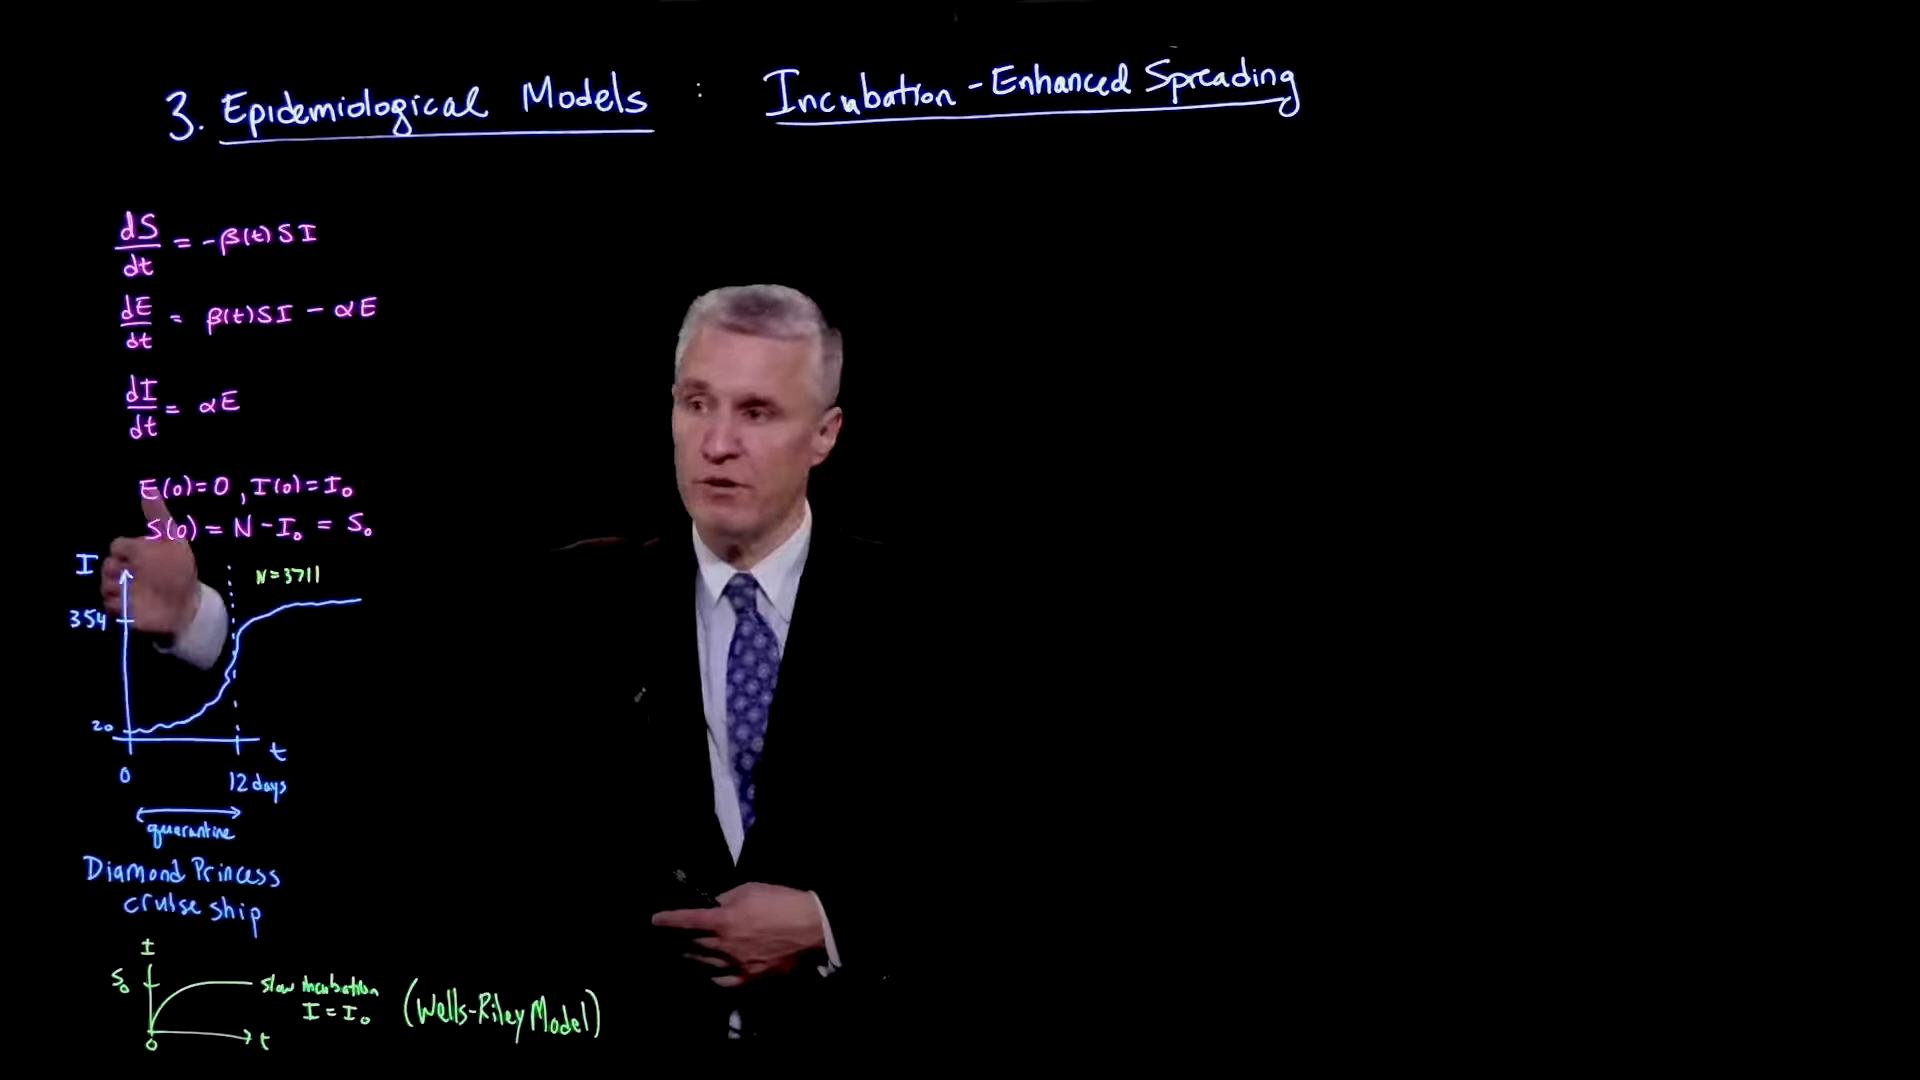 3. Epidemiological Models : Incubation-Enhanced Spreading
dS/dt = -β(t)SI
dE/dt = β(t)SI - αE
dI/dt = αE
E(0)=0, I(0)=I₀
S(0) = N - I₀ = S₀
I
N=3711
354
20
t
0
12 days
quarantine
Diamond Princess
cruise ship
I
S₀
slow incubation
I = I₀
(Wells-Riley Model)
0
t